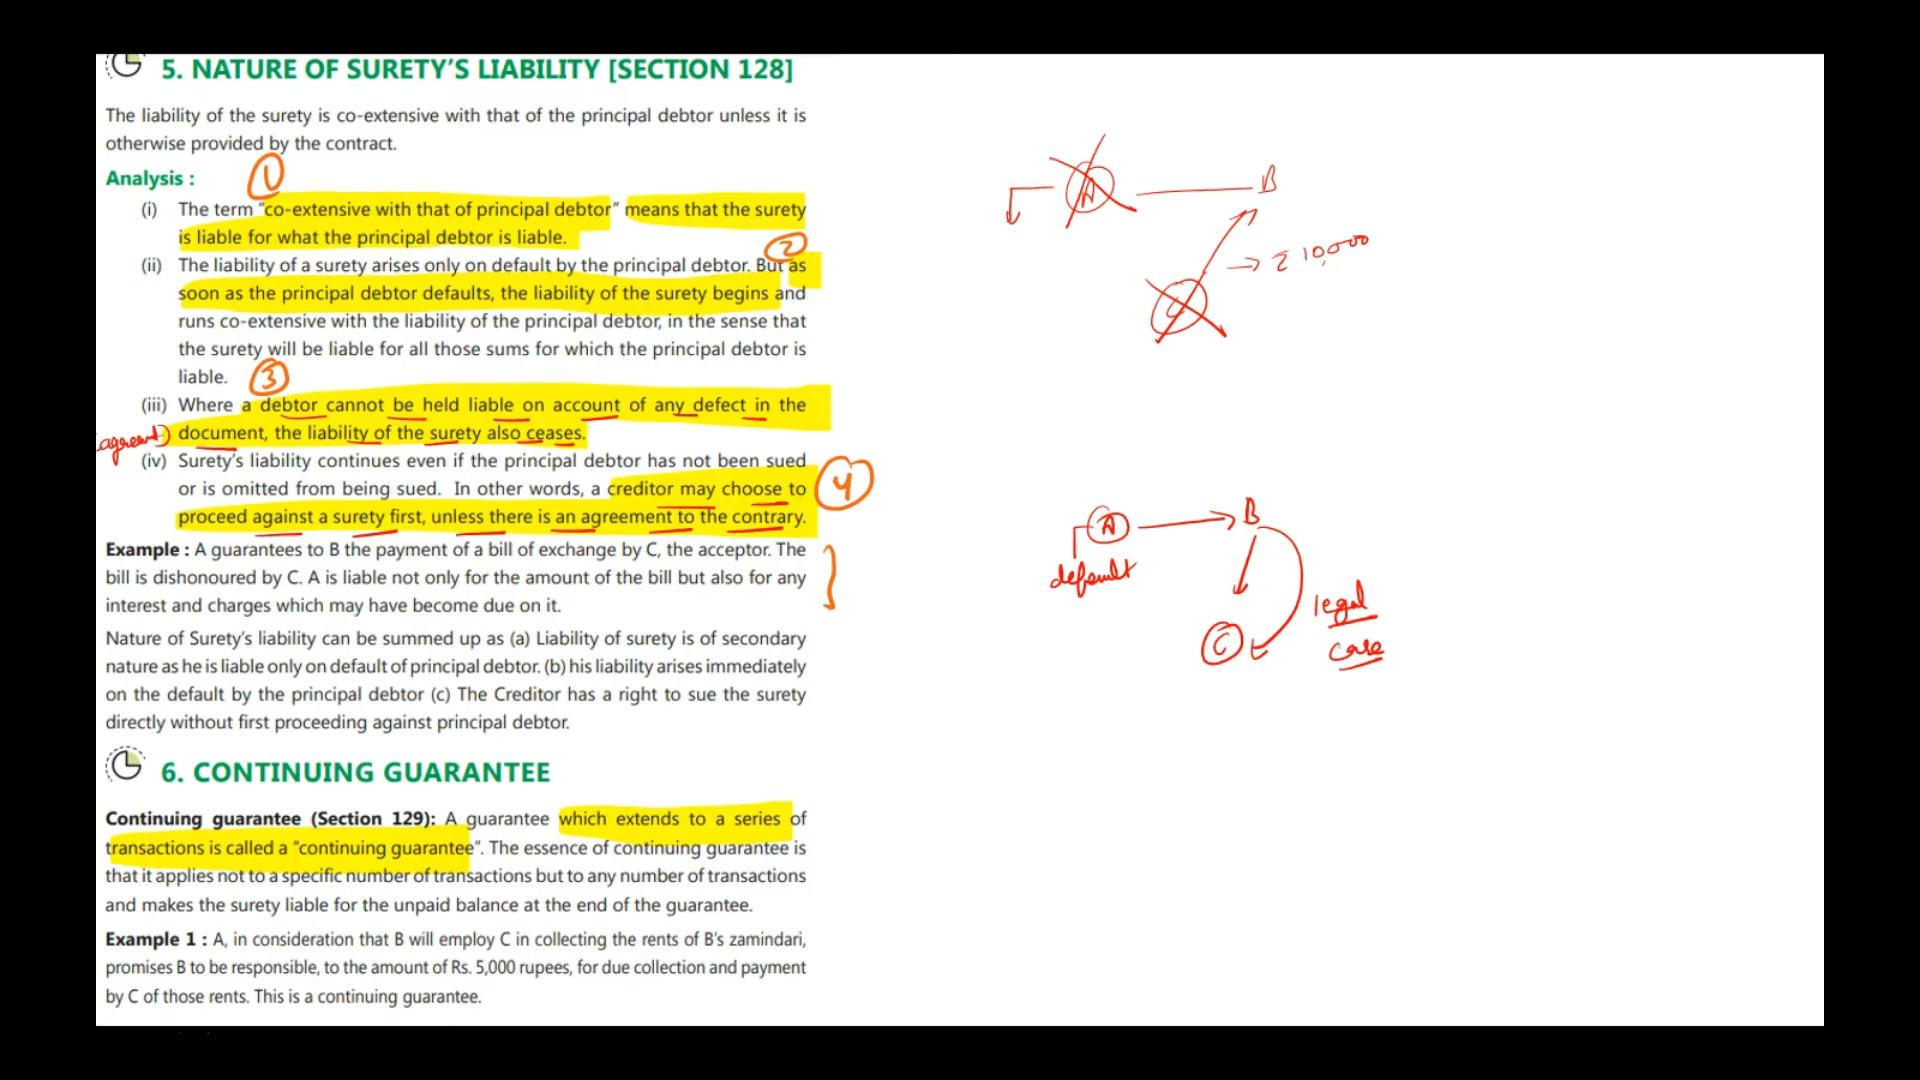 5. NATURE OF SURETY'S LIABILITY [SECTION 128]
The liability of the surety is co-extensive with that of the principal debtor unless it is
otherwise provided by the contract.
Analysis :
1
(i) The term "co-extensive with that of principal debtor" means that the surety
is liable for what the principal debtor is liable.
2
(ii) The liability of a surety arises only on default by the principal debtor. But as
soon as the principal debtor defaults, the liability of the surety begins and
runs co-extensive with the liability of the principal debtor, in the sense that
the surety will be liable for all those sums for which the principal debtor is
liable.
3
(iii) Where a debtor cannot be held liable on account of any defect in the
document, the liability of the surety also ceases.
(iv) Surety's liability continues even if the principal debtor has not been sued
or is omitted from being sued. In other words, a creditor may choose to
4
proceed against a surety first, unless there is an agreement to the contrary.
Example : A guarantees to B the payment of a bill of exchange by C, the acceptor. The
bill is dishonoured by C. A is liable not only for the amount of the bill but also for any
interest and charges which may have become due on it.
Nature of Surety's liability can be summed up as (a) Liability of surety is of secondary
nature as he is liable only on default of principal debtor. (b) his liability arises immediately
on the default by the principal debtor (c) The Creditor has a right to sue the surety
directly without first proceeding against principal debtor.
6. CONTINUING GUARANTEE
Continuing guarantee (Section 129): A guarantee which extends to a series of
transactions is called a "continuing guarantee". The essence of continuing guarantee is
that it applies not to a specific number of transactions but to any number of transactions
and makes the surety liable for the unpaid balance at the end of the guarantee.
Example 1 : A, in consideration that B will employ C in collecting the rents of B's zamindari,
promises B to be responsible, to the amount of Rs. 5,000 rupees, for due collection and payment
by C of those rents. This is a continuing guarantee.
A B
₹ 10,000
C
A B
default
legal
C case